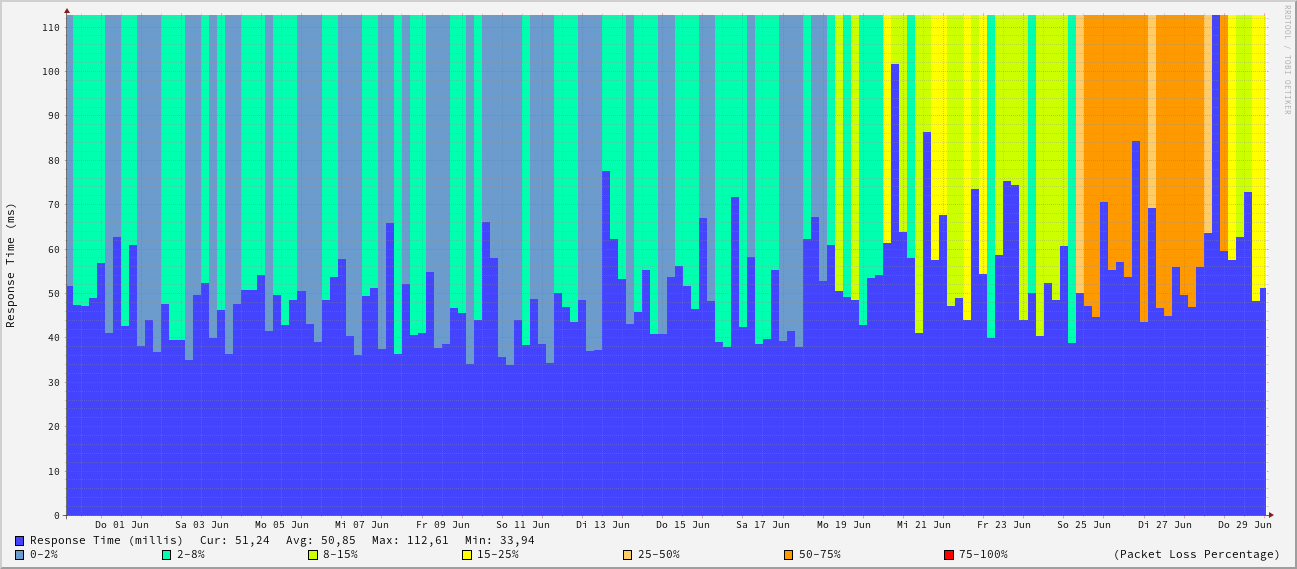 RRDTOOL / TOBI OETIKER
Response Time (ms)
110
100
90
80
70
60
50
40
30
20
10
0
Do 01 Jun Sa 03 Jun Mo 05 Jun Mi 07 Jun Fr 09 Jun So 11 Jun Di 13 Jun Do 15 Jun Sa 17 Jun Mo 19 Jun Mi 21 Jun Fr 23 Jun So 25 Jun Di 27 Jun Do 29 Jun
Response Time (millis) Cur: 51,24 Avg: 50,85 Max: 112,61 Min: 33,94
0-2% 2-8% 8-15% 15-25% 25-50% 50-75% 75-100% (Packet Loss Percentage)